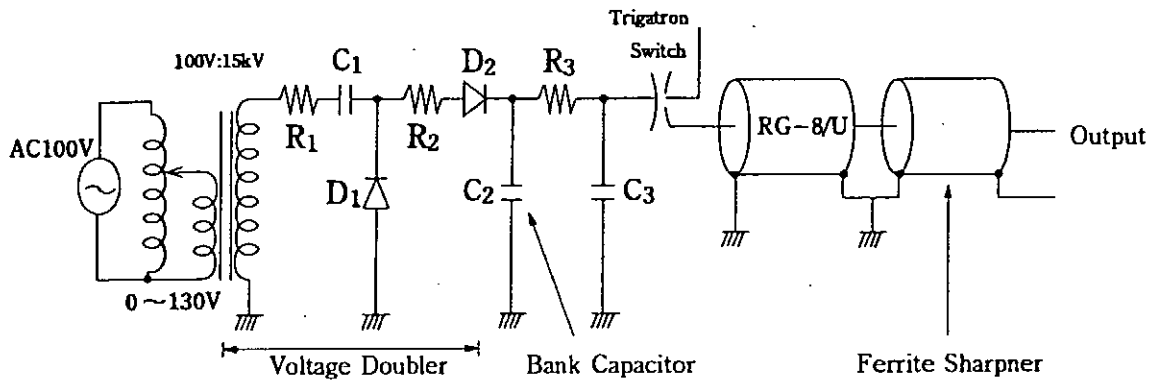 Trigatron
Switch
100V:15kV
C1
D2
R3
R1
R2
RG-8/U
AC100V
Output
D1
C2
C3
0~130V
Voltage Doubler
Bank Capacitor
Ferrite Sharpner